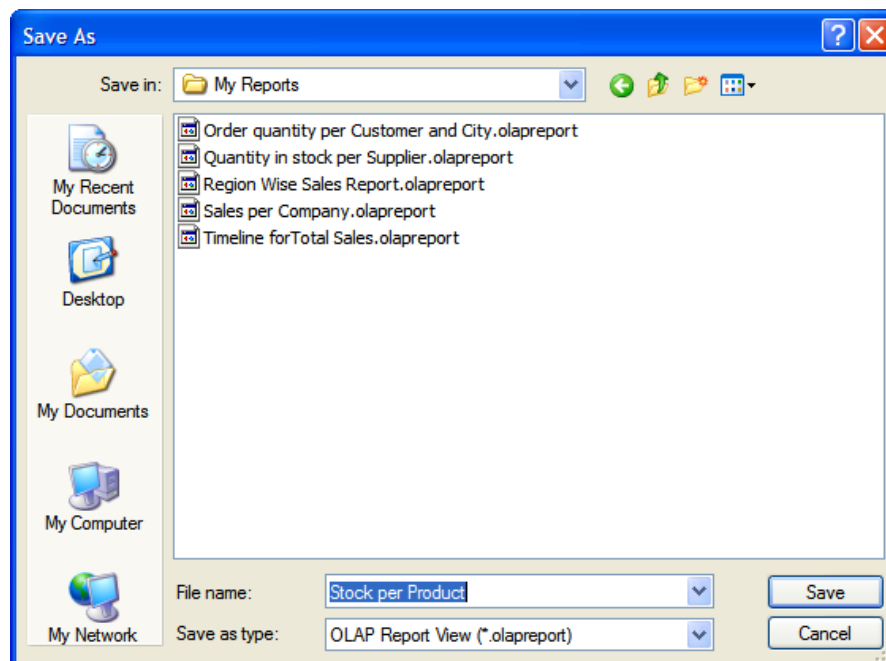 Save As
Save in:
My Reports
My Recent
Documents
Desktop
My Documents
My Computer
My Network
Order quantity per Customer and City.olapreport
Quantity in stock per Supplier.olapreport
Region Wise Sales Report.olapreport
Sales per Company.olapreport
Timeline forTotal Sales.olapreport
File name:
Stock per Product
Save
Save as type:
OLAP Report View (*.olapreport)
Cancel